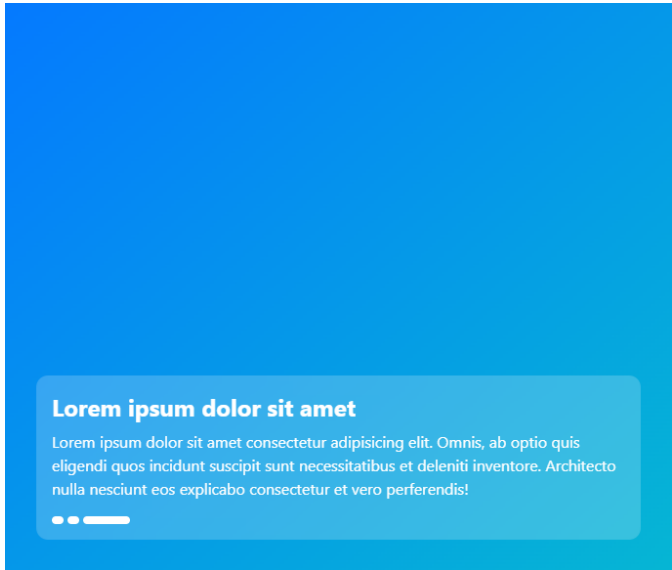 Lorem ipsum dolor sit amet
Lorem ipsum dolor sit amet consectetur adipisicing elit. Omnis, ab optio quis
eligendi quos incidunt suscipit sunt necessitatibus et deleniti inventore. Architecto
nulla nesciunt eos explicabo consectetur et vero perferendis!